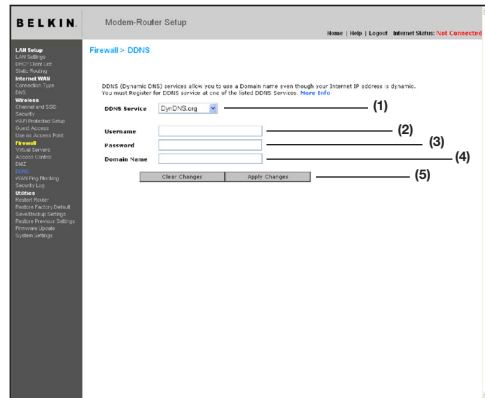 BELKIN.
Modem-Router Setup
Home | Help | Logout Internet Status: Not Connected
LAN Setup
LAN Settings
DHCP Client List
Static Routing
Internet WAN
Connection Type
DNS
Wireless
Channel and SSID
Security
Wi-Fi Protected Setup
Guest Access
Use as Access Point
Firewall
Virtual Servers
Access Control
DMZ
DDNS
WAN Ping Blocking
Security Log
Utilities
Restart Router
Restore Factory Default
Save/Backup Settings
Restore Previous Settings
Firmware Update
System Settings
Firewall > DDNS
DDNS (Dynamic DNS) services allow you to use a Domain name even though your Internet IP address is dynamic.
You must Register for DDNS service at one of the listed DDNS Services. More Info
DDNS Service DynDNS.org (1)
Username (2)
Password (3)
Domain Name (4)
Clear Changes Apply Changes (5)